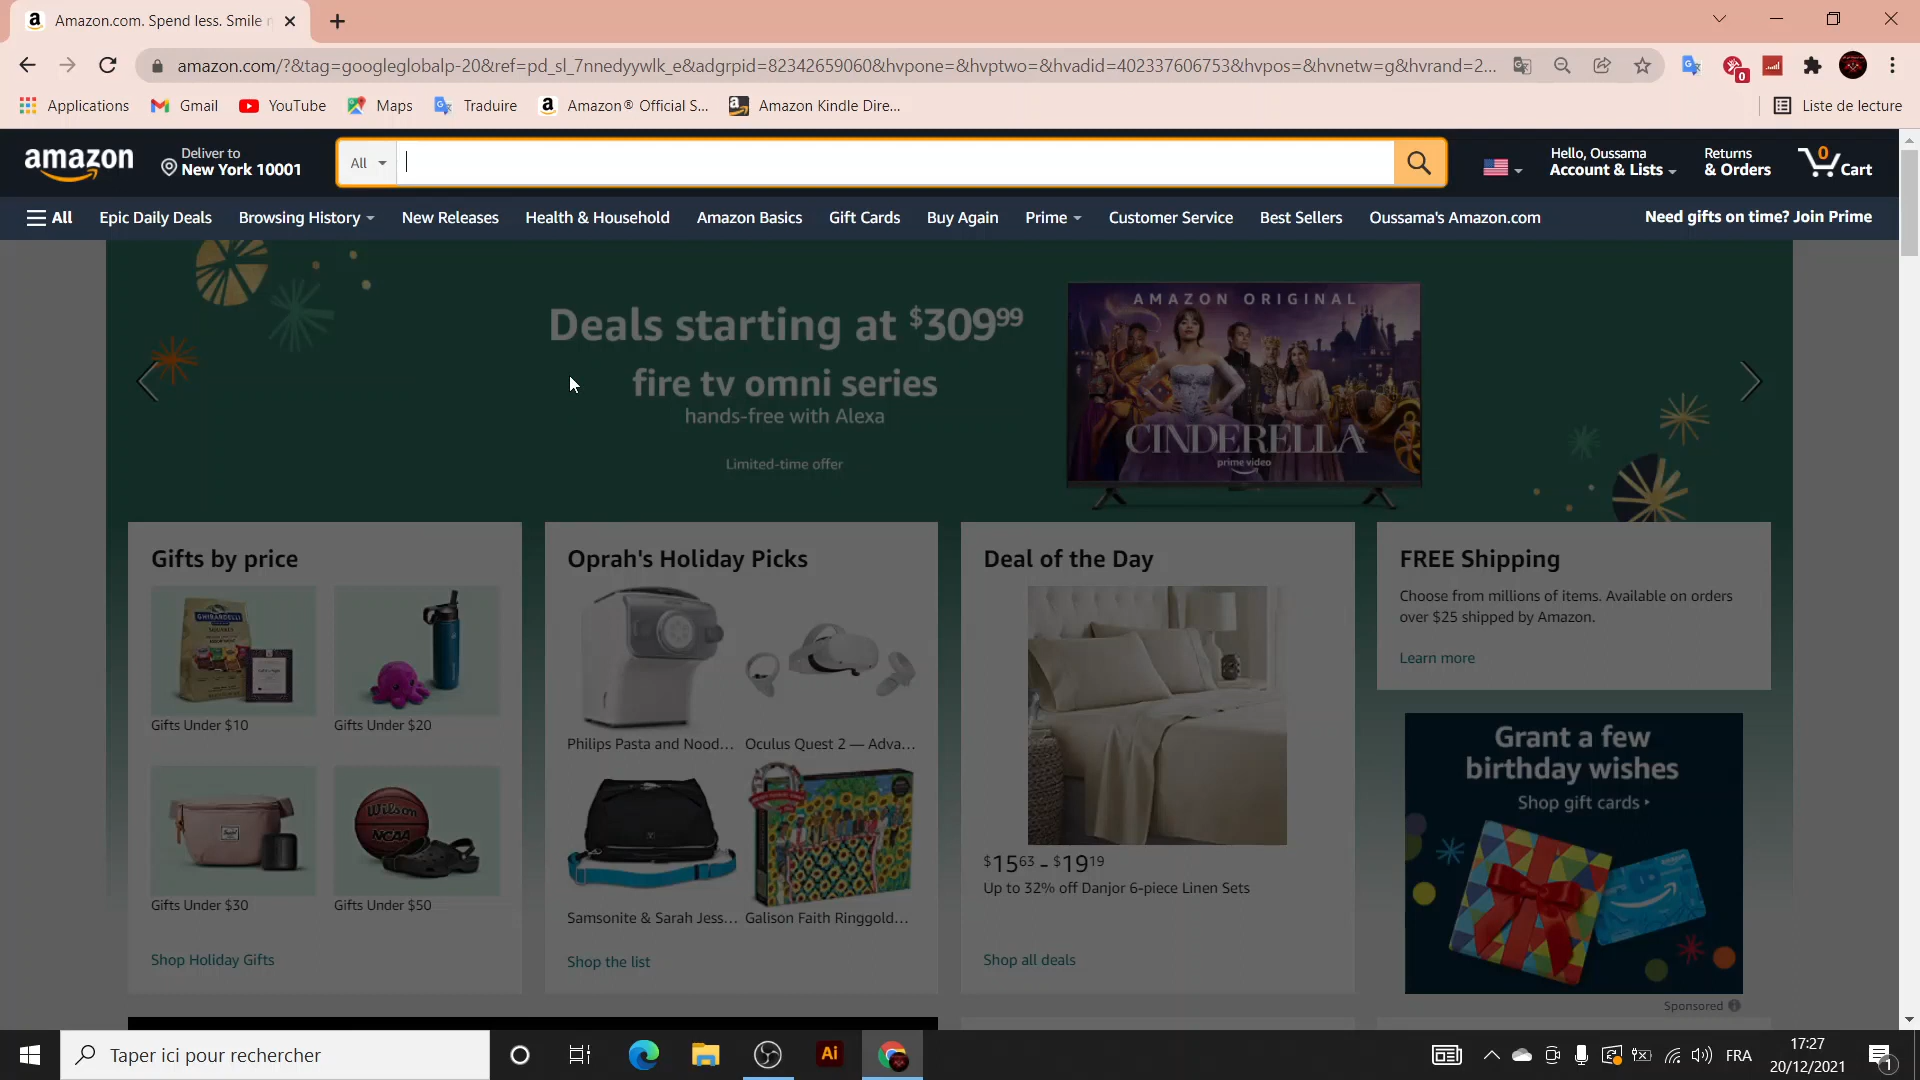 Amazon.com. Spend less. Smile
amazon.com/?&tag=googleglobalp-20&ref=pd_sl_7nnedyywlk_e&adgrpid=82342659060&hvpone=&hvptwo=&hvadid=402337606753&hvpos=&hvnetw=g&hvrand=2...
0
Applications Gmail YouTube Maps Traduire Amazon® Official S... Amazon Kindle Dire... Liste de lecture
amazon
Deliver to
New York 10001
All
Hello, Oussama
Account & Lists
Returns
& Orders
0
Cart
All Epic Daily Deals Browsing History New Releases Health & Household Amazon Basics Gift Cards Buy Again Prime Customer Service Best Sellers Oussama's Amazon.com Need gifts on time? Join Prime
Deals starting at $309.99
fire tv omni series
hands-free with Alexa
Limited-time offer
AMAZON ORIGINAL
CINDERELLA
prime video
Gifts by price
GHIRARDELLI
SQUARES
Gifts Under $10
Gifts Under $20
Wilson
NCAA
Gifts Under $30
Gifts Under $50
Shop Holiday Gifts
Oprah's Holiday Picks
Philips Pasta and Nood...
Oculus Quest 2 — Adva...
Samsonite & Sarah Jess...
Galison Faith Ringgold...
Shop the list
Deal of the Day
$15.63 - $19.19
Up to 32% off Danjor 6-piece Linen Sets
Shop all deals
FREE Shipping
Choose from millions of items. Available on orders
over $25 shipped by Amazon.
Learn more
Grant a few
birthday wishes
Shop gift cards ▸
Sponsored
Taper ici pour rechercher
Ai
FRA
17:27
20/12/2021
1